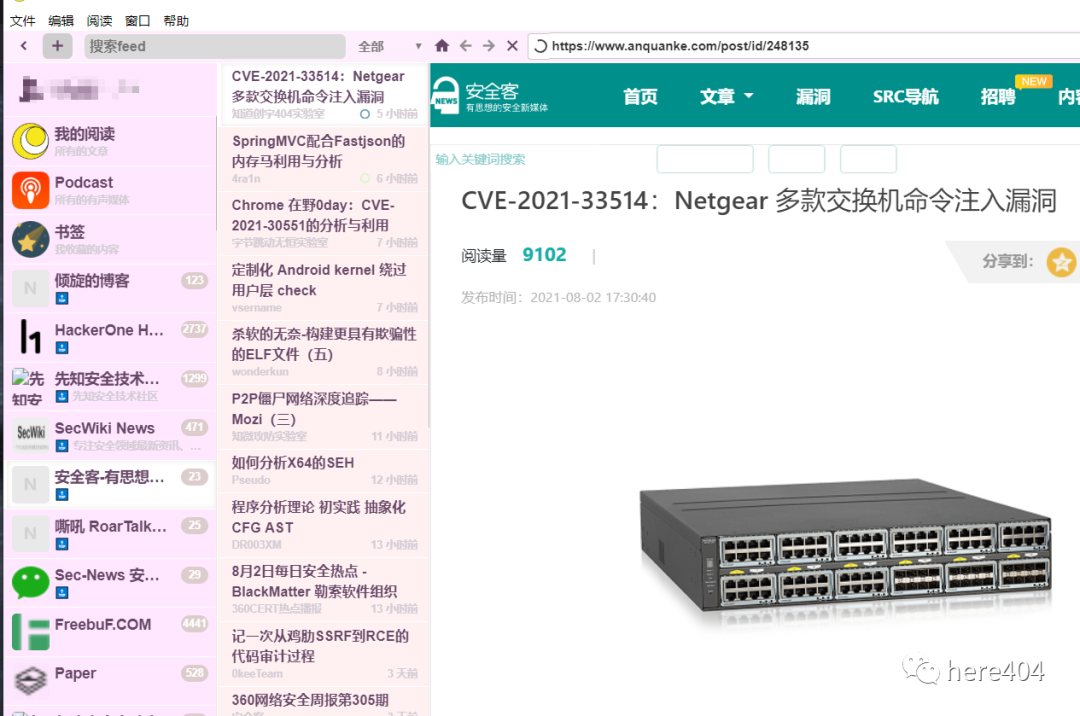 文件 编辑 阅读 窗口 帮助
搜索feed
全部
https://www.anquanke.com/post/id/248135
我的阅读
所有的文章
Podcast
所有的有声媒体
书签
我收藏的内容
N
倾旋的博客
123
HackerOne H...
2737
先知安
先知安全技术...
1299
先知安全技术社区
SecWiki
SecWiki News
471
专注安全领域最新资讯、...
N
安全客-有思想...
23
N
嘶吼 RoarTalk...
25
Sec-News 安...
29
FreebuF.COM
4441
Paper
528
CVE-2021-33514：Netgear
多款交换机命令注入漏洞
知道创宇404实验室 5 小时前
SpringMVC配合Fastjson的
内存马利用与分析
4ra1n 6 小时前
Chrome 在野0day：CVE-
2021-30551的分析与利用
字节跳动无恒实验室 7 小时前
定制化 Android kernel 绕过
用户层 check
vsername 7 小时前
杀软的无奈-构建更具有欺骗性
的ELF文件（五）
wonderkun 8 小时前
P2P僵尸网络深度追踪——
Mozi（三）
11 小时前
如何分析X64的SEH
Pseudo 12 小时前
程序分析理论 初实践 抽象化
CFG AST
DR003XM 13 小时前
8月2日每日安全热点 -
BlackMatter 勒索软件组织
360CERT热点播报 13 小时前
记一次从鸡肋SSRF到RCE的
代码审计过程
0keeTeam 3 天前
360网络安全周报第305期
NEWS
安全客
有思想的安全新媒体
首页 文章 漏洞 SRC导航 招聘 NEW 内容
输入关键词搜索
CVE-2021-33514：Netgear 多款交换机命令注入漏洞
阅读量 9102 |
分享到：
发布时间：2021-08-02 17:30:40
here404